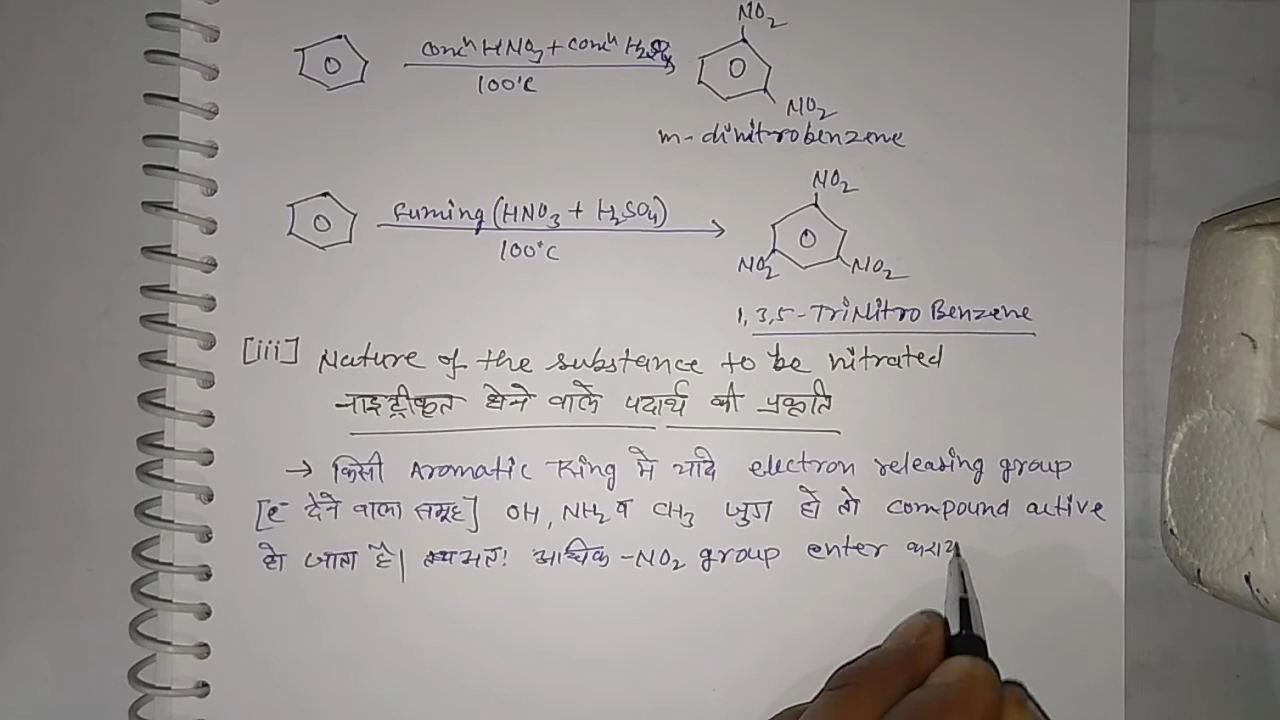 NO2
concn HNO3 + concn H2SO4
100°C
NO2
m-dinitrobenzene
NO2
Fuming (HNO3 + H2SO4)
100°C
NO2 NO2
1,3,5-TriNitro Benzene
[iii] Nature of the substance to be nitrated
नाइट्रीकृत होने वाले पदार्थ की प्रकृति
→ किसी Aromatic Ring मे यदि electron releasing group
[e- देने वाला समूह] OH, NH2 व CH3 जुडा हो तो compound active
हो जाता है। अतः अधिक -NO2 group enter कराय